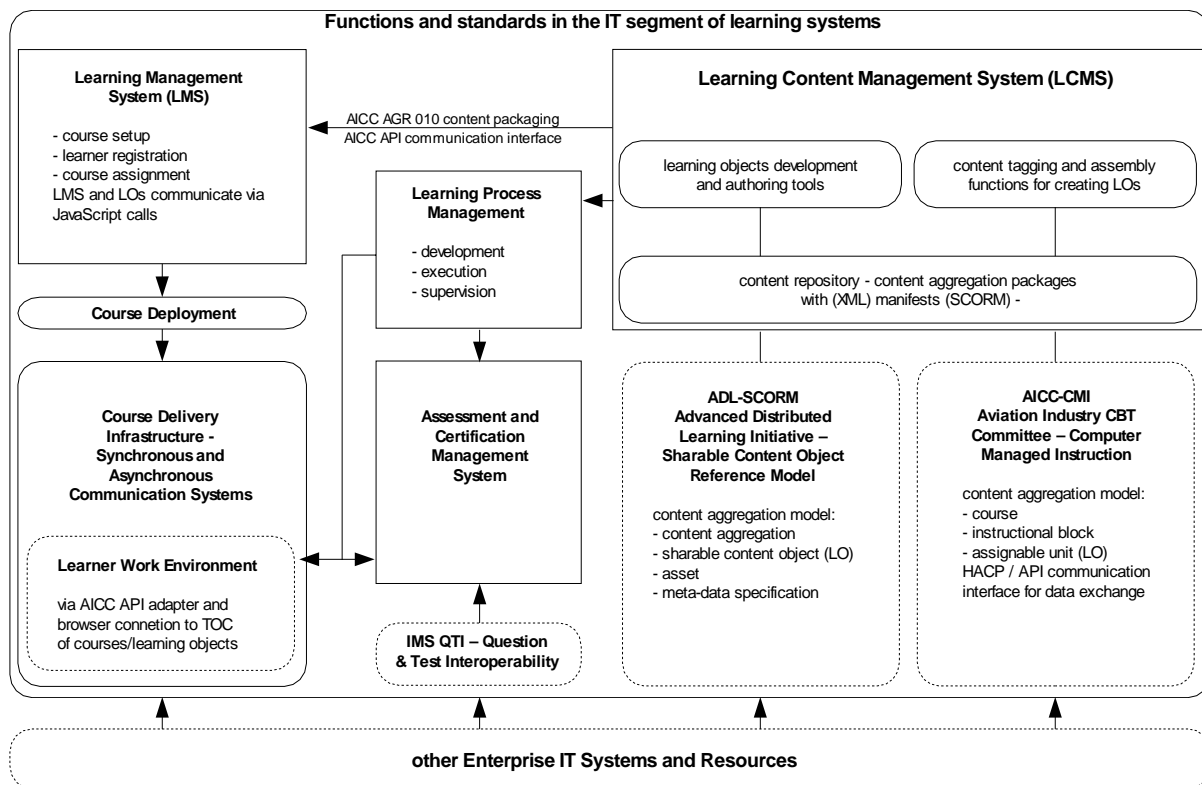 Functions and standards in the IT segment of learning systems
Learning Management
System (LMS)
- course setup
- learner registration
- course assignment
LMS and LOs communicate via
JavaScript calls
AICC AGR 010 content packaging
AICC API communication interface
Learning Content Management System (LCMS)
learning objects development
and authoring tools
content tagging and assembly
functions for creating LOs
content repository - content aggregation packages
with (XML) manifests (SCORM) -
Learning Process
Management
- development
- execution
- supervision
Course Deployment
Course Delivery
Infrastructure -
Synchronous and
Asynchronous
Communication Systems
Learner Work Environment
via AICC API adapter and
browser connetion to TOC
of courses/learning objects
Assessment and
Certification
Management
System
IMS QTI – Question
& Test Interoperability
ADL-SCORM
Advanced Distributed
Learning Initiative –
Sharable Content Object
Reference Model
content aggregation model:
- content aggregation
- sharable content object (LO)
- asset
- meta-data specification
AICC-CMI
Aviation Industry CBT
Committee – Computer
Managed Instruction
content aggregation model:
- course
- instructional block
- assignable unit (LO)
HACP / API communication
interface for data exchange
other Enterprise IT Systems and Resources